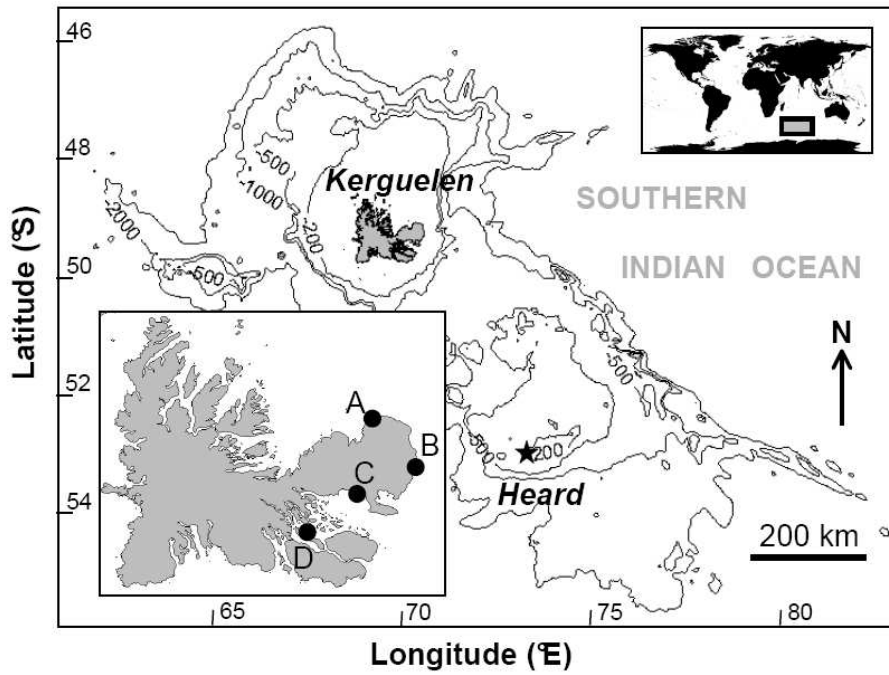 46
48
50
52
54
Latitude (°S)
-500
-1000
-2000
-200
-500
Kerguelen
SOUTHERN
INDIAN OCEAN
N
A
B
C
D
-500
-500
-200
Heard
200 km
65
70
75
80
Longitude (°E)